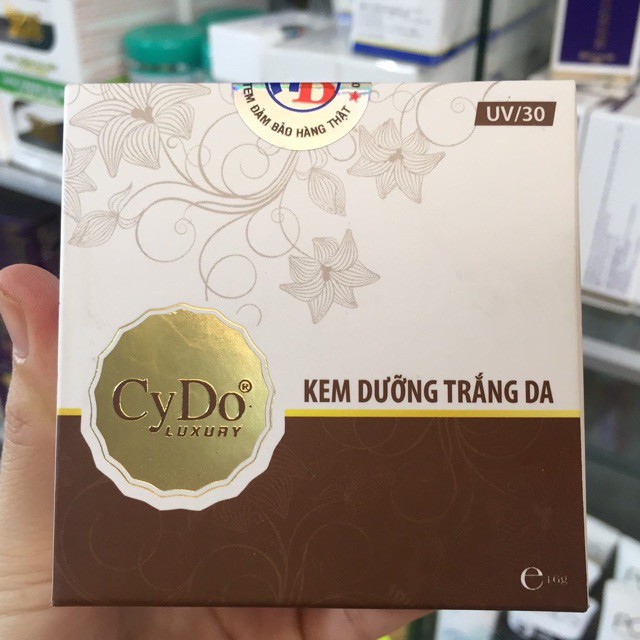 TEM ĐẢM BẢO HÀNG THẬT
UV/30
CyDo®
LUXURY
KEM DƯỠNG TRẮNG DA
e 16g